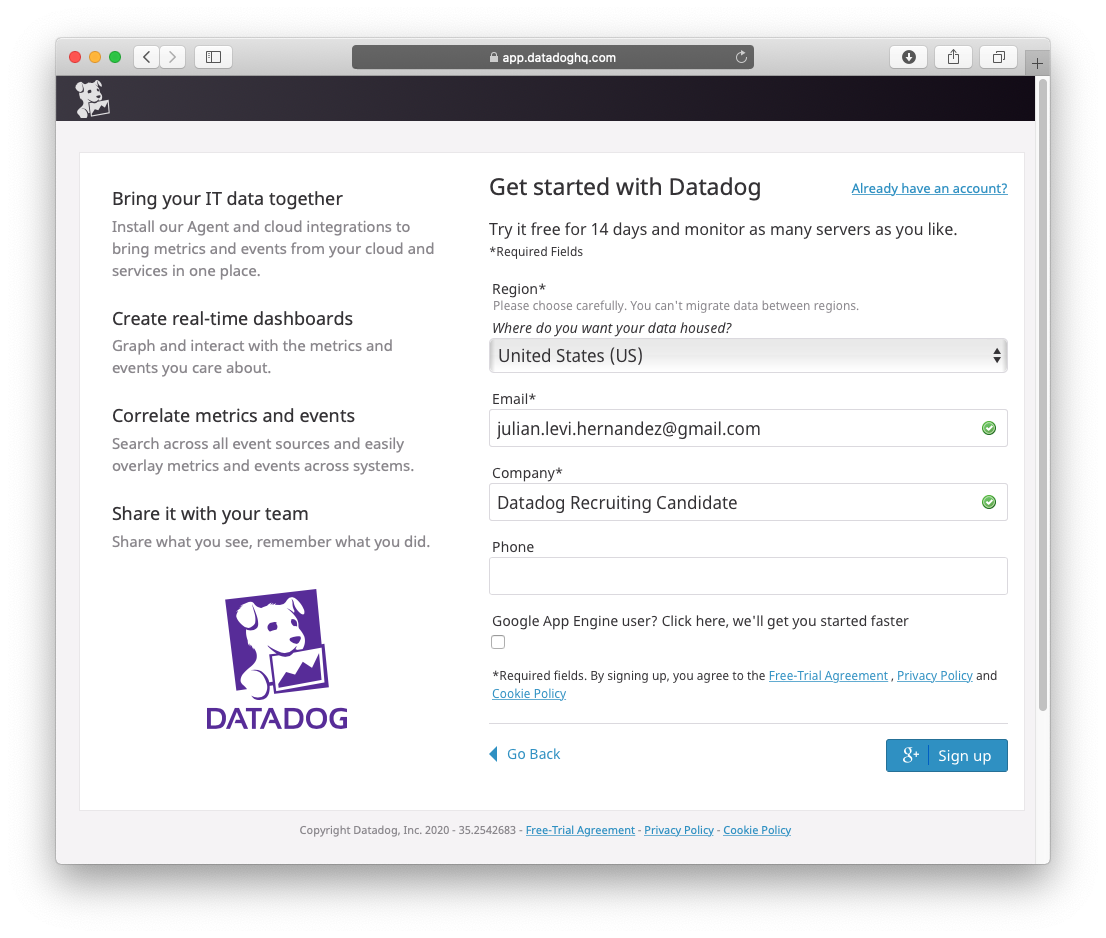 app.datadoghq.com
Bring your IT data together
Install our Agent and cloud integrations to
bring metrics and events from your cloud and
services in one place.
Create real-time dashboards
Graph and interact with the metrics and
events you care about.
Correlate metrics and events
Search across all event sources and easily
overlay metrics and events across systems.
Share it with your team
Share what you see, remember what you did.
DATADOG
Get started with Datadog
Already have an account?
Try it free for 14 days and monitor as many servers as you like.
*Required Fields
Region*
Please choose carefully. You can't migrate data between regions.
Where do you want your data housed?
United States (US)
Email*
julian.levi.hernandez@gmail.com
Company*
Datadog Recruiting Candidate
Phone
Google App Engine user? Click here, we'll get you started faster
*Required fields. By signing up, you agree to the Free-Trial Agreement , Privacy Policy and
Cookie Policy
Go Back
g+ Sign up
Copyright Datadog, Inc. 2020 - 35.2542683 - Free-Trial Agreement - Privacy Policy - Cookie Policy